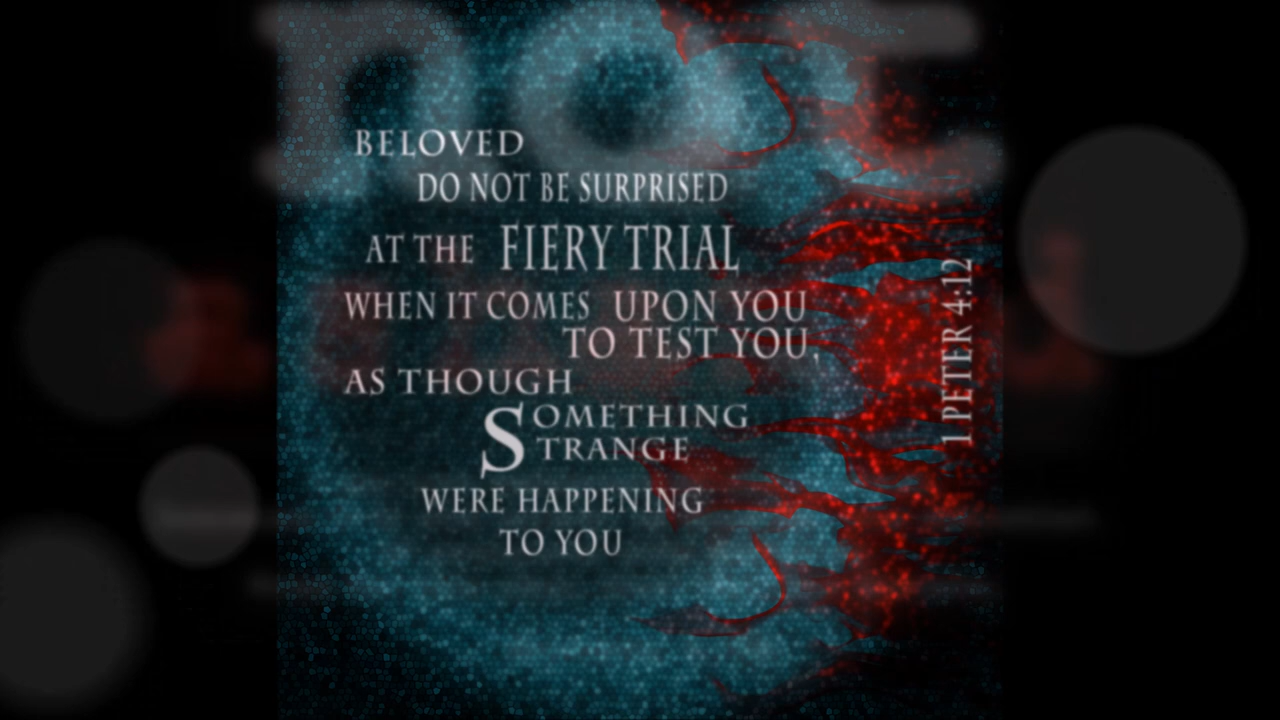 BELOVED
DO NOT BE SURPRISED
AT THE FIERY TRIAL
WHEN IT COMES UPON YOU
TO TEST YOU,
AS THOUGH
SOMETHING
STRANGE
WERE HAPPENING
TO YOU
1 PETER 4:12